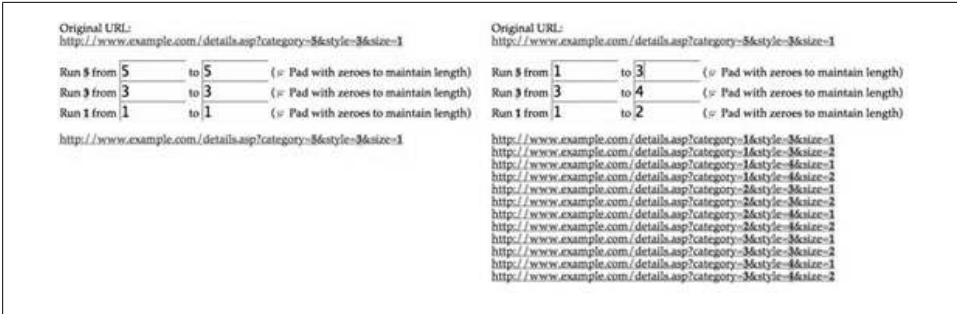 Original URL:
http://www.example.com/details.asp?category=5&style=3&size=1
Run 5 from 5 to 5 (Pad with zeroes to maintain length)
Run 3 from 3 to 3 (Pad with zeroes to maintain length)
Run 1 from 1 to 1 (Pad with zeroes to maintain length)
http://www.example.com/details.asp?category=5&style=3&size=1
Original URL:
http://www.example.com/details.asp?category=5&style=3&size=1
Run 5 from 1 to 3 (Pad with zeroes to maintain length)
Run 3 from 3 to 4 (Pad with zeroes to maintain length)
Run 1 from 1 to 2 (Pad with zeroes to maintain length)
http://www.example.com/details.asp?category=1&style=3&size=1
http://www.example.com/details.asp?category=1&style=3&size=2
http://www.example.com/details.asp?category=1&style=4&size=1
http://www.example.com/details.asp?category=1&style=4&size=2
http://www.example.com/details.asp?category=2&style=3&size=1
http://www.example.com/details.asp?category=2&style=3&size=2
http://www.example.com/details.asp?category=2&style=4&size=1
http://www.example.com/details.asp?category=2&style=4&size=2
http://www.example.com/details.asp?category=3&style=3&size=1
http://www.example.com/details.asp?category=3&style=3&size=2
http://www.example.com/details.asp?category=3&style=4&size=1
http://www.example.com/details.asp?category=3&style=4&size=2